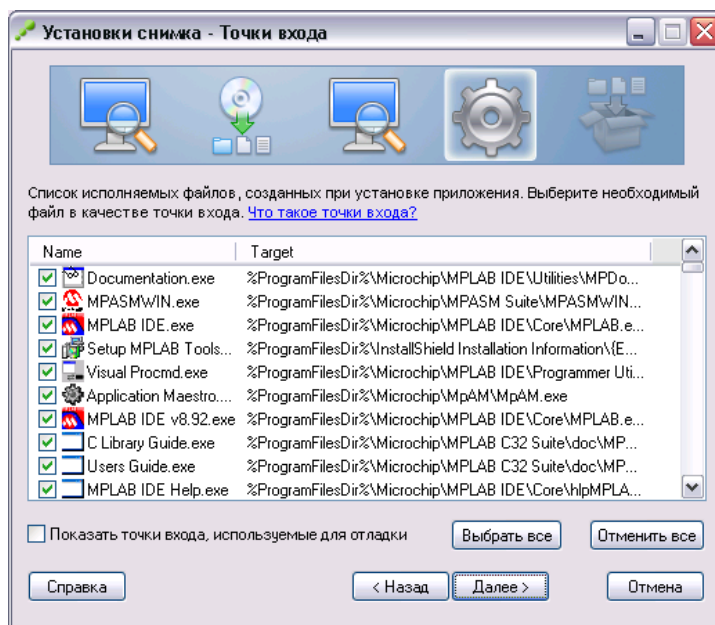 Установки снимка - Точки входа
Список исполняемых файлов, созданных при установке приложения. Выберите необходимый
файл в качестве точки входа. Что такое точки входа?
Name Target
Documentation.exe %ProgramFilesDir%\Microchip\MPLAB IDE\Utilities\MPDo...
MPASMWIN.exe %ProgramFilesDir%\Microchip\MPASM Suite\MPASMWIN...
MPLAB IDE.exe %ProgramFilesDir%\Microchip\MPLAB IDE\Core\MPLAB.e...
Setup MPLAB Tools... %ProgramFilesDir%\InstallShield Installation Information\{E...
Visual Procmd.exe %ProgramFilesDir%\Microchip\MPLAB IDE\Programmer Uti...
Application Maestro.... %ProgramFilesDir%\Microchip\MpAM\MpAM.exe
MPLAB IDE v8.92.exe %ProgramFilesDir%\Microchip\MPLAB IDE\Core\MPLAB.e...
C Library Guide.exe %ProgramFilesDir%\Microchip\MPLAB C32 Suite\doc\MP...
Users Guide.exe %ProgramFilesDir%\Microchip\MPLAB C32 Suite\doc\MP...
MPLAB IDE Help.exe %ProgramFilesDir%\Microchip\MPLAB IDE\Core\hlpMPLA...
Показать точки входа, используемые для отладки Выбрать все Отменить все
Справка < Назад Далее > Отмена